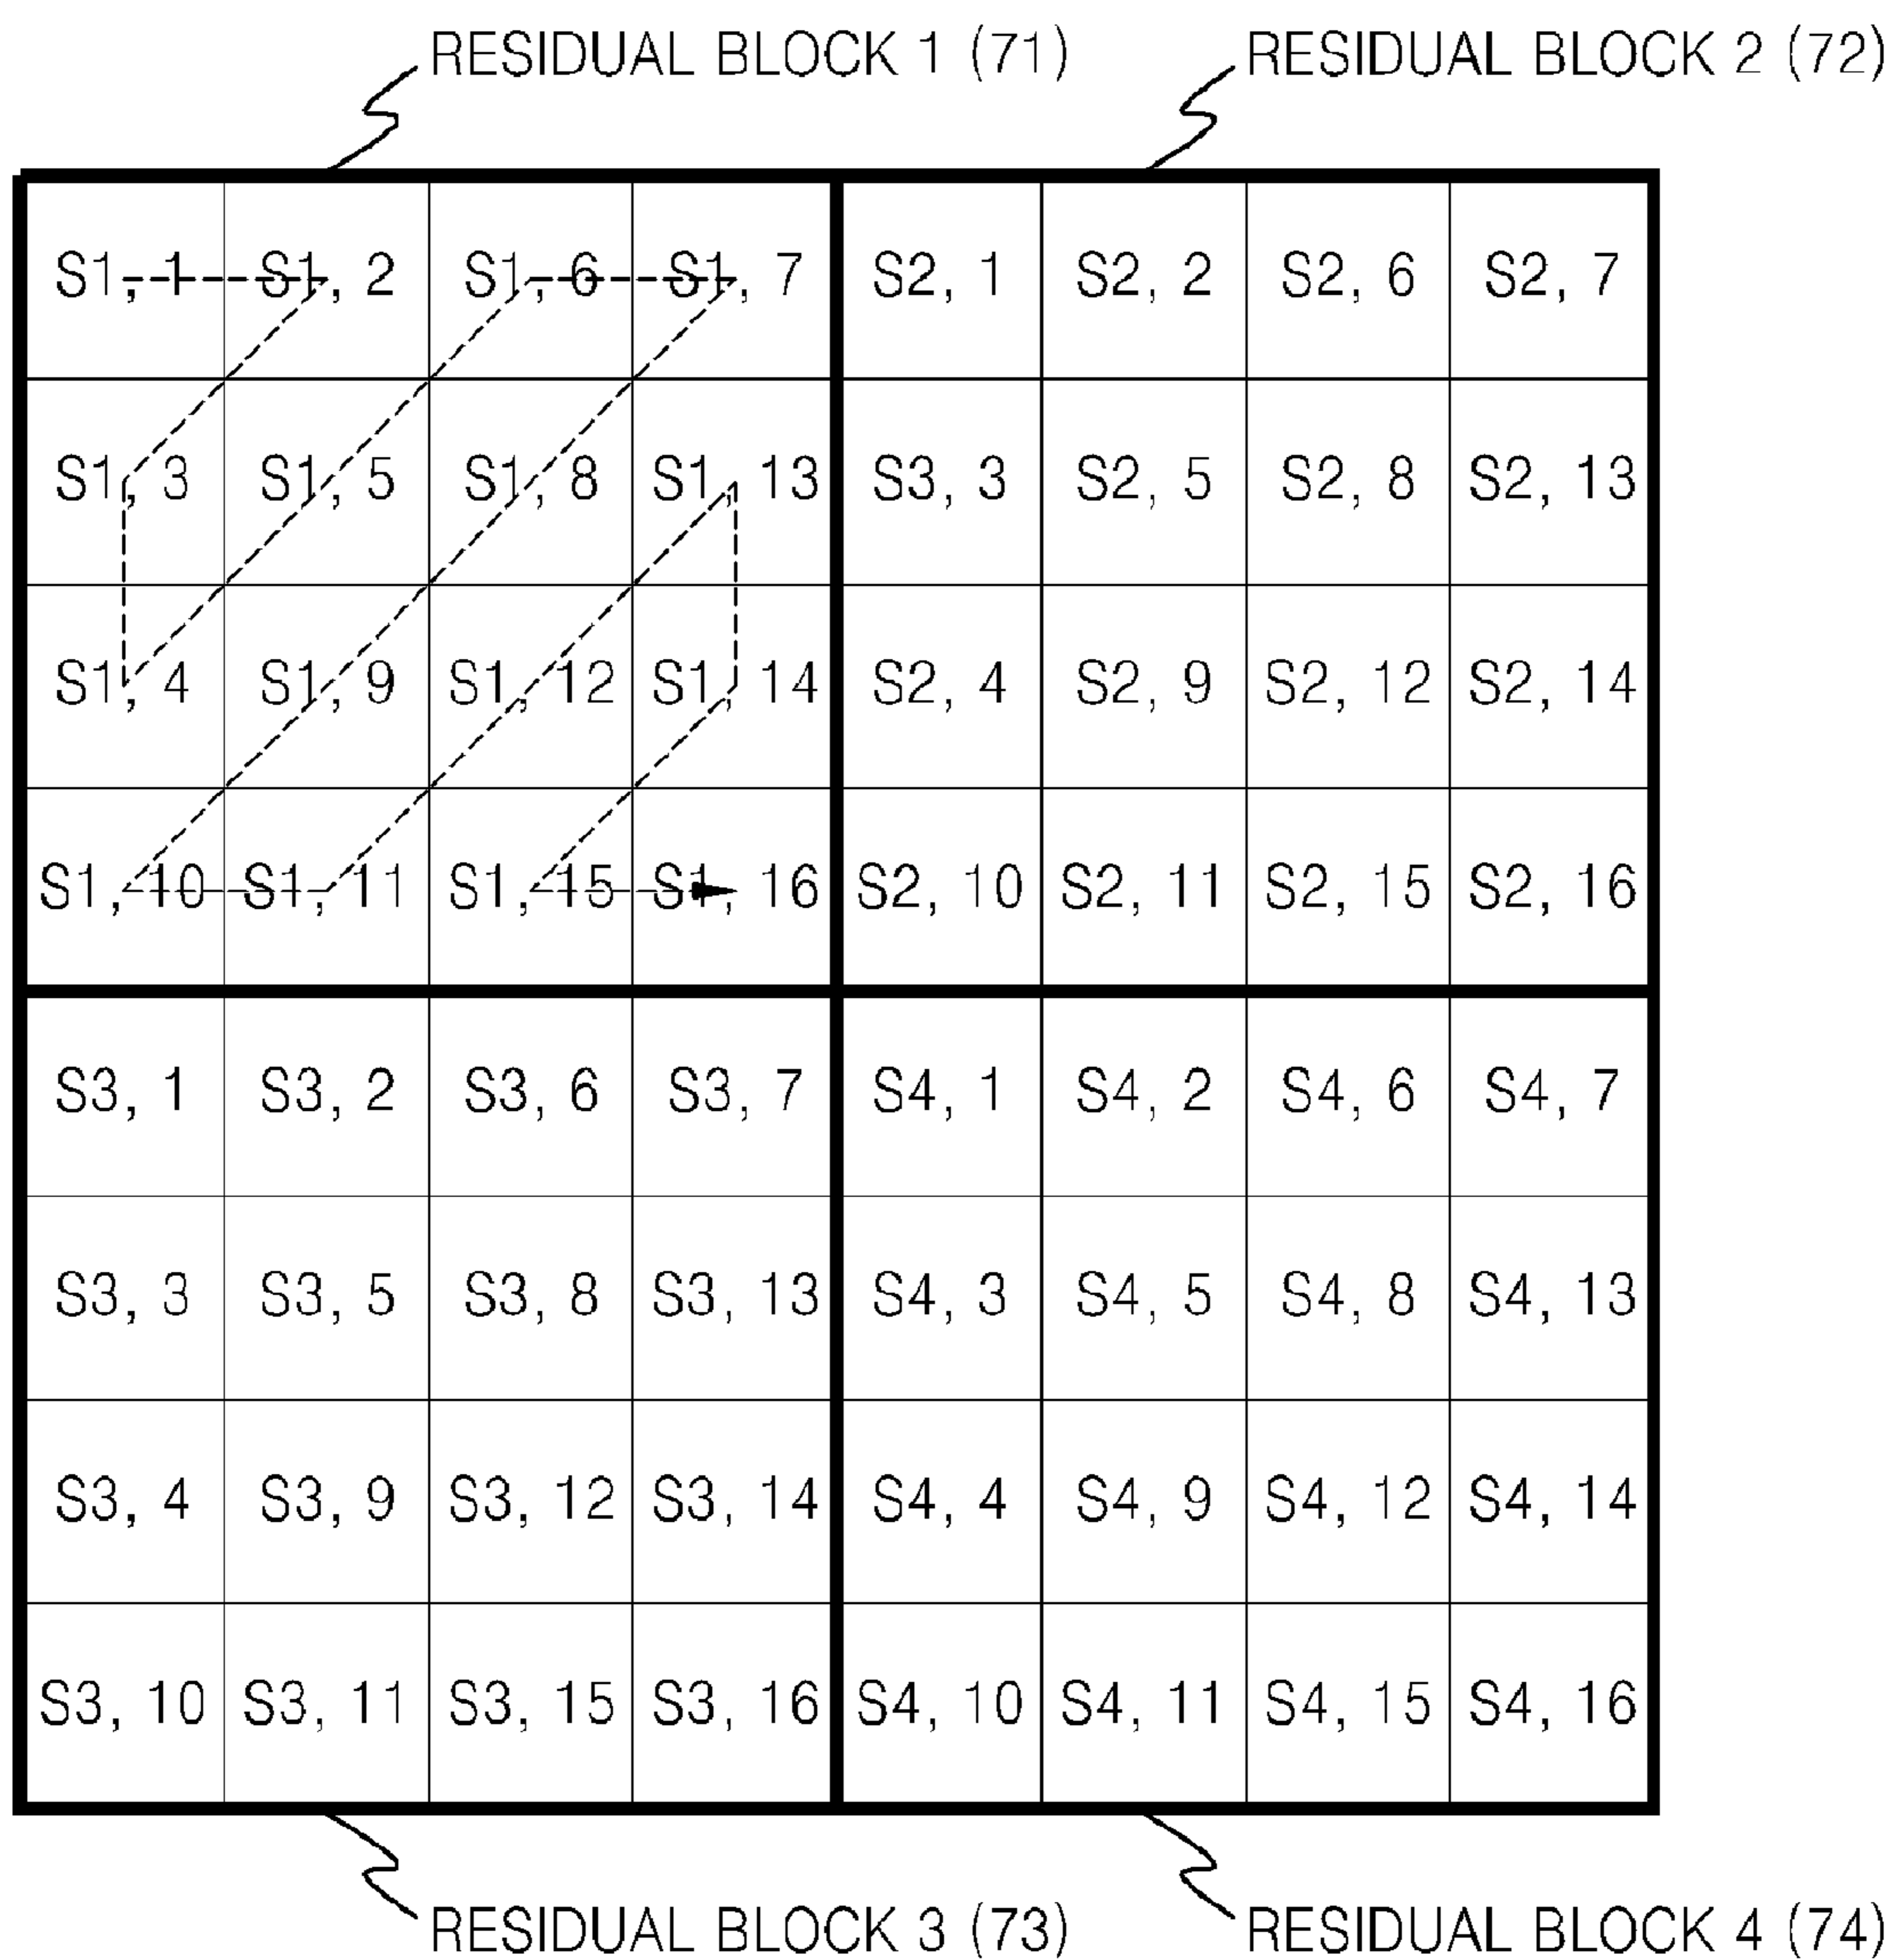 RESIDUAL BLOCK 1 (71) RESIDUAL BLOCK 2 (72)
S1, 1 S1, 2 S1, 6 S1, 7 S2, 1 S2, 2 S2, 6 S2, 7
S1, 3 S1, 5 S1, 8 S1, 13 S3, 3 S2, 5 S2, 8 S2, 13
S1, 4 S1, 9 S1, 12 S1, 14 S2, 4 S2, 9 S2, 12 S2, 14
S1, 10 S1, 11 S1, 15 S1, 16 S2, 10 S2, 11 S2, 15 S2, 16
S3, 1 S3, 2 S3, 6 S3, 7 S4, 1 S4, 2 S4, 6 S4, 7
S3, 3 S3, 5 S3, 8 S3, 13 S4, 3 S4, 5 S4, 8 S4, 13
S3, 4 S3, 9 S3, 12 S3, 14 S4, 4 S4, 9 S4, 12 S4, 14
S3, 10 S3, 11 S3, 15 S3, 16 S4, 10 S4, 11 S4, 15 S4, 16
RESIDUAL BLOCK 3 (73) RESIDUAL BLOCK 4 (74)